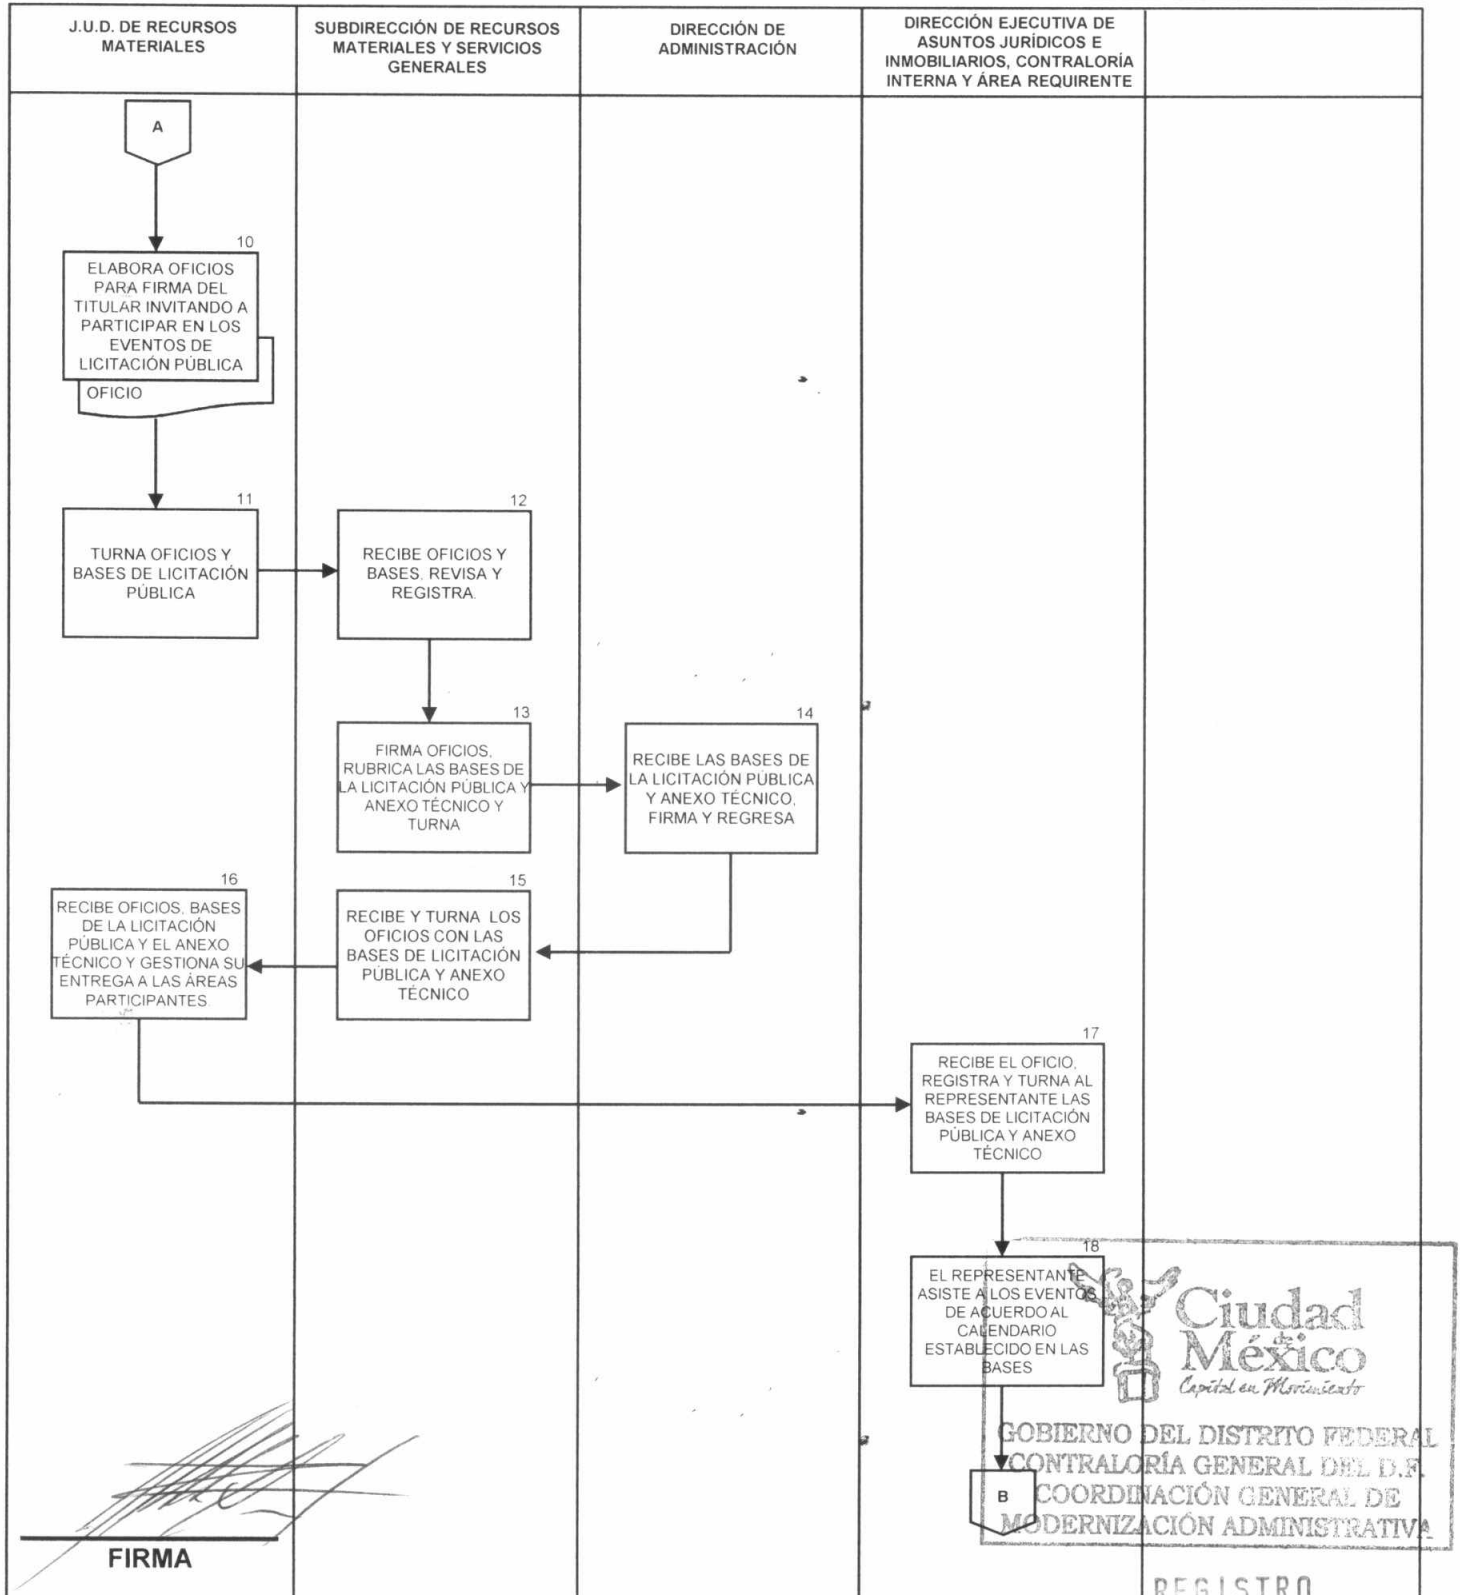 J.U.D. DE RECURSOS
MATERIALES
SUBDIRECCIÓN DE RECURSOS
MATERIALES Y SERVICIOS
GENERALES
DIRECCIÓN DE
ADMINISTRACIÓN
DIRECCIÓN EJECUTIVA DE
ASUNTOS JURÍDICOS E
INMOBILIARIOS, CONTRALORÍA
INTERNA Y ÁREA REQUIRENTE
A
10
ELABORA OFICIOS
PARA FIRMA DEL
TITULAR INVITANDO A
PARTICIPAR EN LOS
EVENTOS DE
LICITACIÓN PÚBLICA
OFICIO
11
TURNA OFICIOS Y
BASES DE LICITACIÓN
PÚBLICA
12
RECIBE OFICIOS Y
BASES, REVISA Y
REGISTRA.
13
FIRMA OFICIOS,
RUBRICA LAS BASES DE
LA LICITACIÓN PÚBLICA Y
ANEXO TÉCNICO Y
TURNA
14
RECIBE LAS BASES DE
LA LICITACIÓN PÚBLICA
Y ANEXO TÉCNICO,
FIRMA Y REGRESA
15
RECIBE Y TURNA LOS
OFICIOS CON LAS
BASES DE LICITACIÓN
PÚBLICA Y ANEXO
TÉCNICO
16
RECIBE OFICIOS, BASES
DE LA LICITACIÓN
PÚBLICA Y EL ANEXO
TÉCNICO Y GESTIONA SU
ENTREGA A LAS ÁREAS
PARTICIPANTES.
17
RECIBE EL OFICIO,
REGISTRA Y TURNA AL
REPRESENTANTE LAS
BASES DE LICITACIÓN
PÚBLICA Y ANEXO
TÉCNICO
18
EL REPRESENTANTE
ASISTE A LOS EVENTOS
DE ACUERDO AL
CALENDARIO
ESTABLECIDO EN LAS
BASES
B
Ciudad
de
México
Capital en Movimiento
GOBIERNO DEL DISTRITO FEDERAL
CONTRALORÍA GENERAL DEL D.F.
COORDINACIÓN GENERAL DE
MODERNIZACIÓN ADMINISTRATIVA
REGISTRO
FIRMA